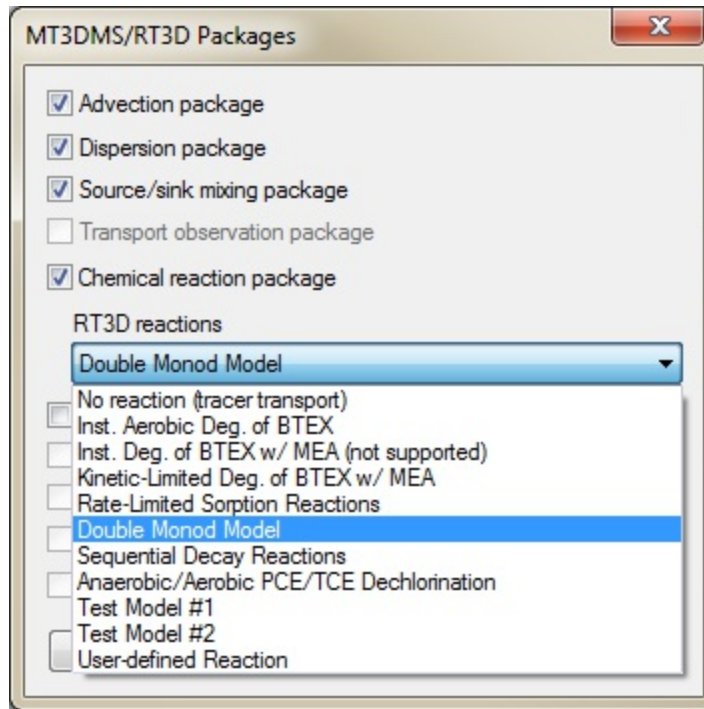 MT3DMS/RT3D Packages
Advection package
Dispersion package
Source/sink mixing package
Transport observation package
Chemical reaction package
RT3D reactions
Double Monod Model
No reaction (tracer transport)
Inst. Aerobic Deg. of BTEX
Inst. Deg. of BTEX w/ MEA (not supported)
Kinetic-Limited Deg. of BTEX w/ MEA
Rate-Limited Sorption Reactions
Double Monod Model
Sequential Decay Reactions
Anaerobic/Aerobic PCE/TCE Dechlorination
Test Model #1
Test Model #2
User-defined Reaction